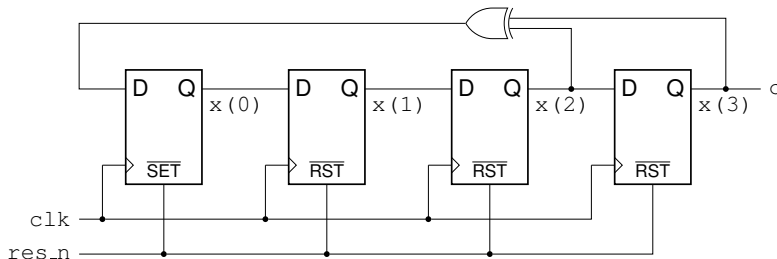 D Q D Q D Q D Q
x(0) x(1) x(2) x(3)
SET RST RST RST
clk
res_n